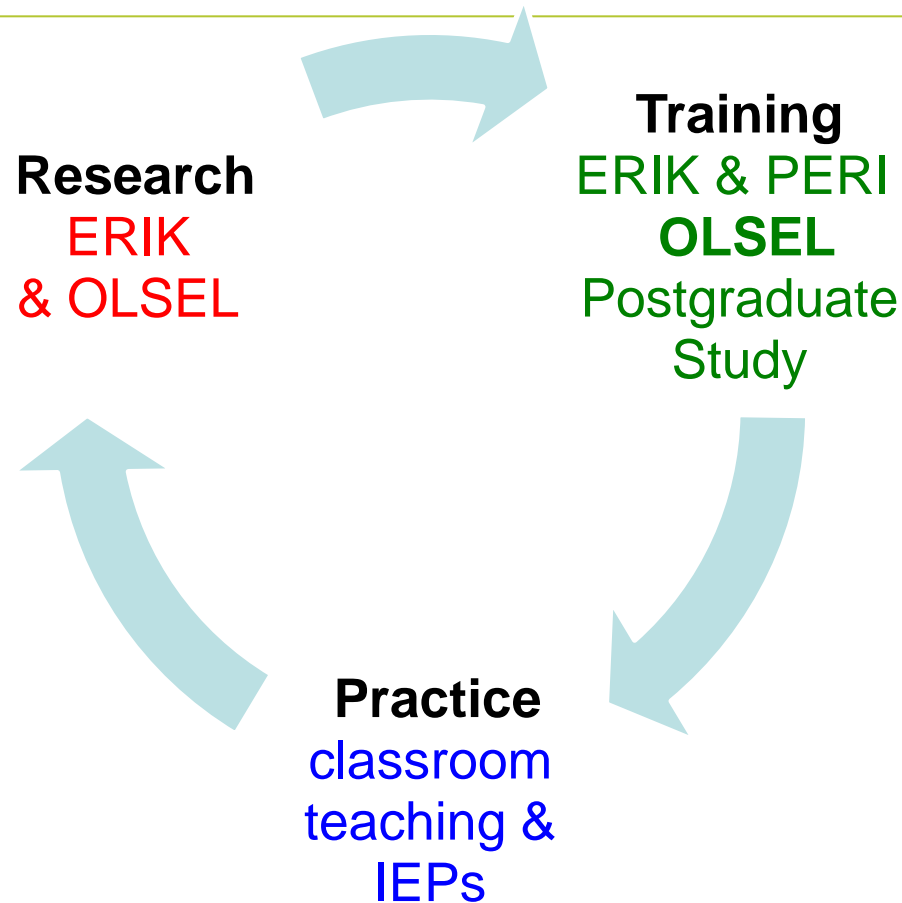 Research
ERIK
& OLSEL
Training
ERIK & PERI
OLSEL
Postgraduate
Study
Practice
classroom
teaching &
IEPs